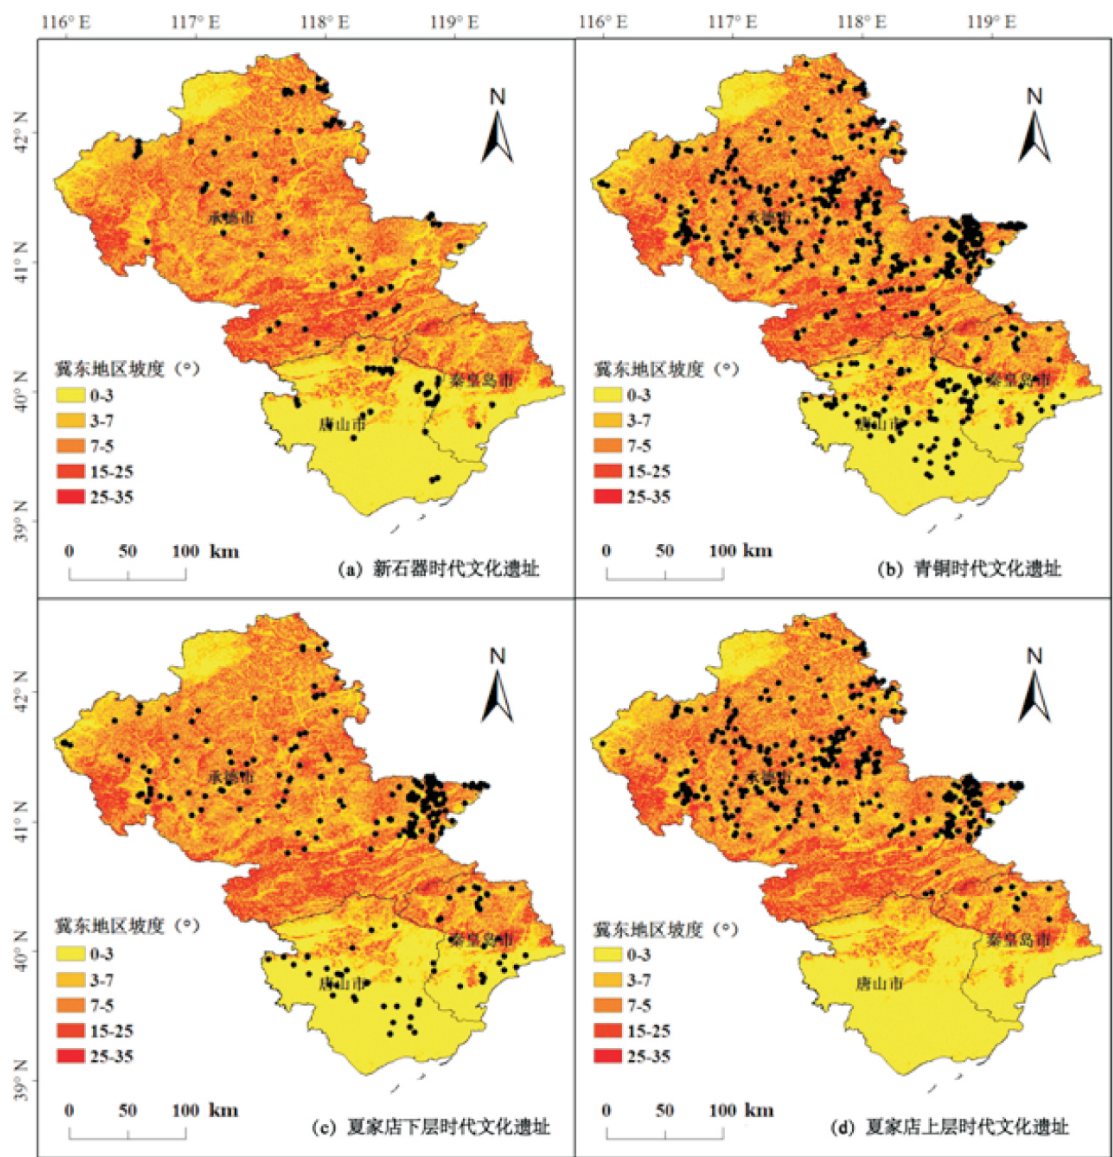 116° E 117° E 118° E 119° E 116° E 117° E 118° E 119° E
42° N
41° N
40° N
39° N
N
承德市
秦皇岛市
唐山市
冀东地区坡度（°）
0-3
3-7
7-5
15-25
25-35
0 50 100 km
（a）新石器时代文化遗址
N
承德市
秦皇岛市
唐山市
冀东地区坡度（°）
0-3
3-7
7-5
15-25
25-35
0 50 100 km
（b）青铜时代文化遗址
42° N
41° N
40° N
39° N
N
承德市
秦皇岛市
唐山市
冀东地区坡度（°）
0-3
3-7
7-5
15-25
25-35
0 50 100 km
（c）夏家店下层时代文化遗址
N
承德市
秦皇岛市
唐山市
冀东地区坡度（°）
0-3
3-7
7-5
15-25
25-35
0 50 100 km
（d）夏家店上层时代文化遗址